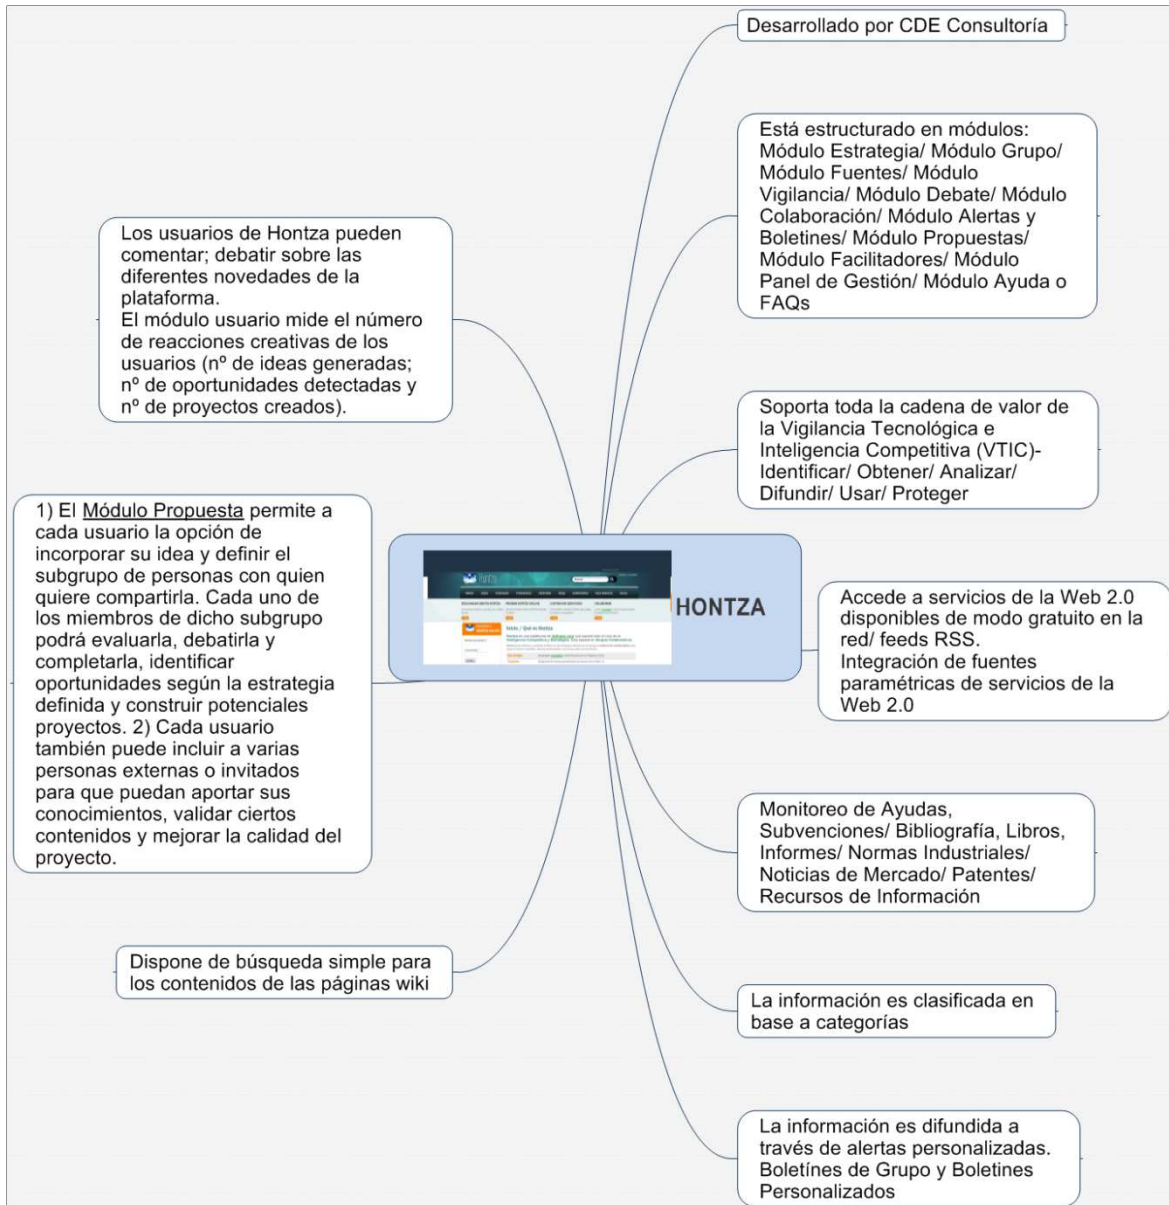 Desarrollado por CDE Consultoría
Está estructurado en módulos:
Módulo Estrategia/ Módulo Grupo/
Módulo Fuentes/ Módulo
Vigilancia/ Módulo Debate/ Módulo
Colaboración/ Módulo Alertas y
Boletines/ Módulo Propuestas/
Módulo Facilitadores/ Módulo
Panel de Gestión/ Módulo Ayuda o
FAQs
Soporta toda la cadena de valor de
la Vigilancia Tecnológica e
Inteligencia Competitiva (VTIC)-
Identificar/ Obtener/ Analizar/
Difundir/ Usar/ Proteger
Accede a servicios de la Web 2.0
disponibles de modo gratuito en la
red/ feeds RSS.
Integración de fuentes
paramétricas de servicios de la
Web 2.0
Monitoreo de Ayudas,
Subvenciones/ Bibliografía, Libros,
Informes/ Normas Industriales/
Noticias de Mercado/ Patentes/
Recursos de Información
La información es clasificada en
base a categorías
La información es difundida a
través de alertas personalizadas.
Boletínes de Grupo y Boletines
Personalizados
HONTZA
Los usuarios de Hontza pueden
comentar; debatir sobre las
diferentes novedades de la
plataforma.
El módulo usuario mide el número
de reacciones creativas de los
usuarios (nº de ideas generadas;
nº de oportunidades detectadas y
nº de proyectos creados).
1) El Módulo Propuesta permite a
cada usuario la opción de
incorporar su idea y definir el
subgrupo de personas con quien
quiere compartirla. Cada uno de
los miembros de dicho subgrupo
podrá evaluarla, debatirla y
completarla, identificar
oportunidades según la estrategia
definida y construir potenciales
proyectos. 2) Cada usuario
también puede incluir a varias
personas externas o invitados
para que puedan aportar sus
conocimientos, validar ciertos
contenidos y mejorar la calidad del
proyecto.
Dispone de búsqueda simple para
los contenidos de las páginas wiki